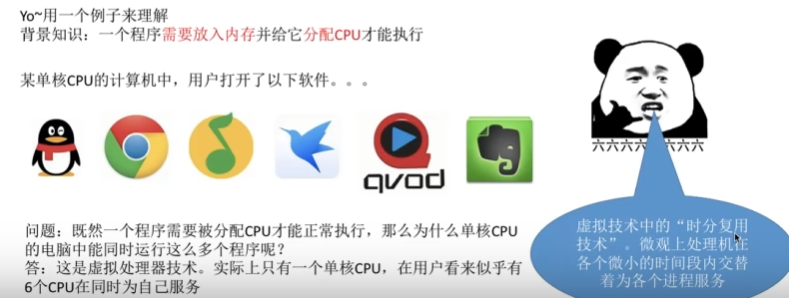 Yo~用一个例子来理解
背景知识：一个程序需要放入内存并给它分配CPU才能执行
某单核CPU的计算机中，用户打开了以下软件。。。
qvod
六六六六六六六
问题：既然一个程序需要被分配CPU才能正常执行，那么为什么单核CPU
的电脑中能同时运行这么多个程序呢？
答：这是虚拟处理器技术。实际上只有一个单核CPU，在用户看来似乎有
6个CPU在同时为自己服务
虚拟技术中的“时分复用
技术”。微观上处理机在
各个微小的时间段内交替
着为各个进程服务